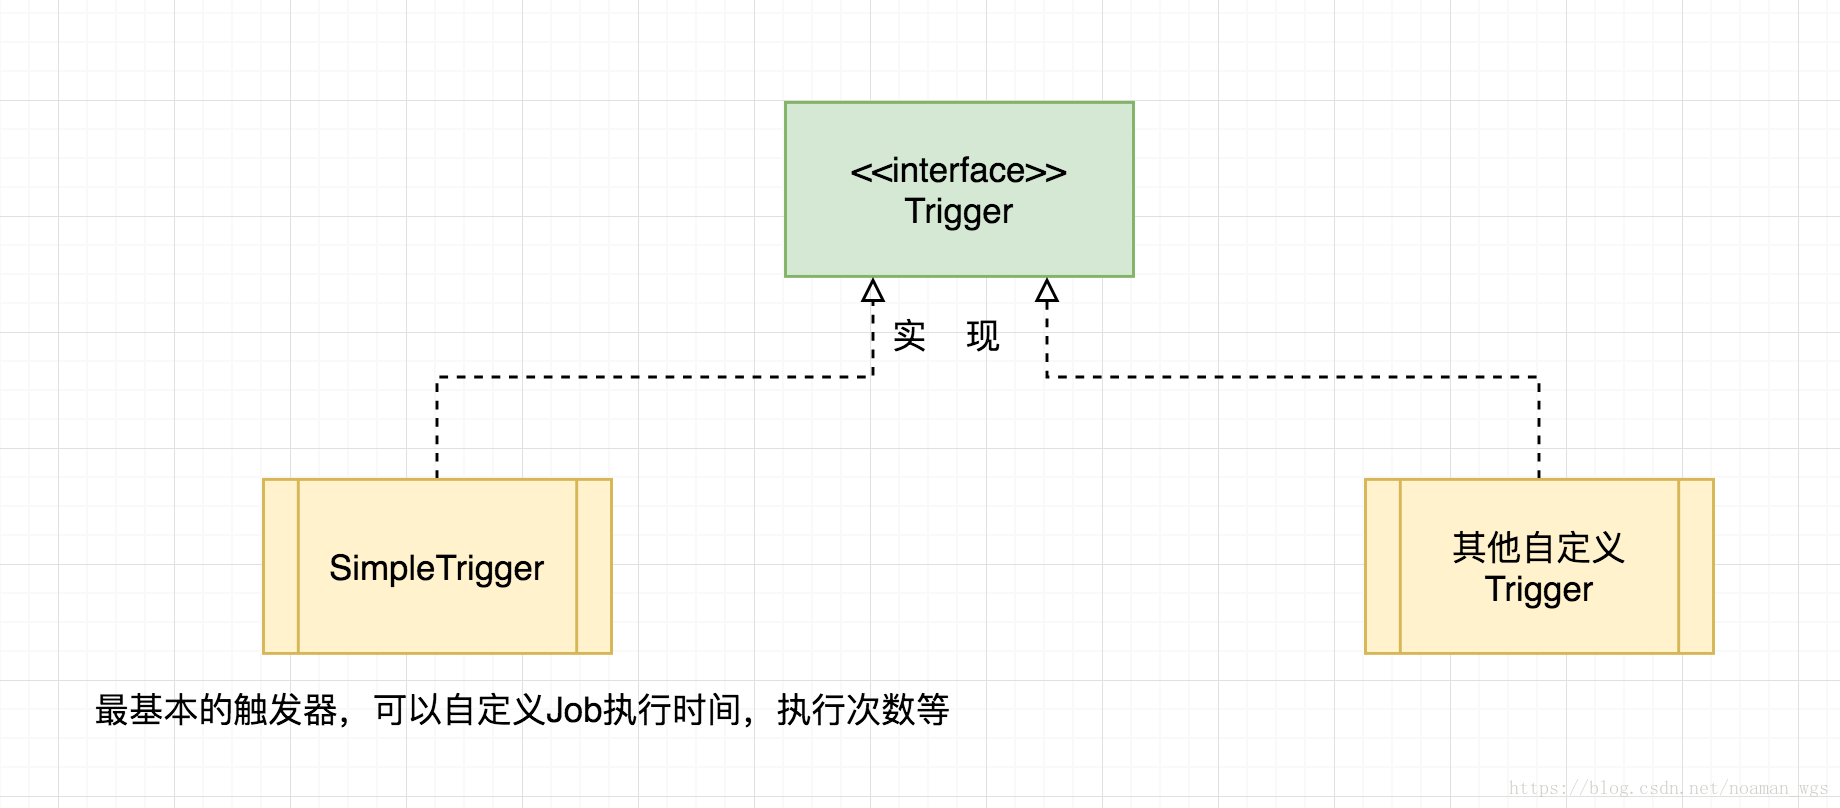 <<interface>>
Trigger
实 现
SimpleTrigger
其他自定义
Trigger
最基本的触发器，可以自定义Job执行时间，执行次数等
https://blog.csdn.net/noaman_wgs